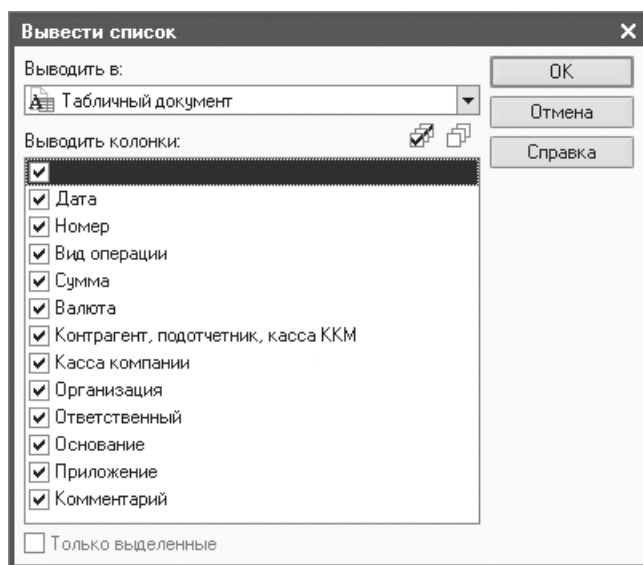 Вывести список
Выводить в:
Табличный документ
Выводить колонки:
Дата
Номер
Вид операции
Сумма
Валюта
Контрагент, подотчетник, касса ККМ
Касса компании
Организация
Ответственный
Основание
Приложение
Комментарий
Только выделенные
OK
Отмена
Справка